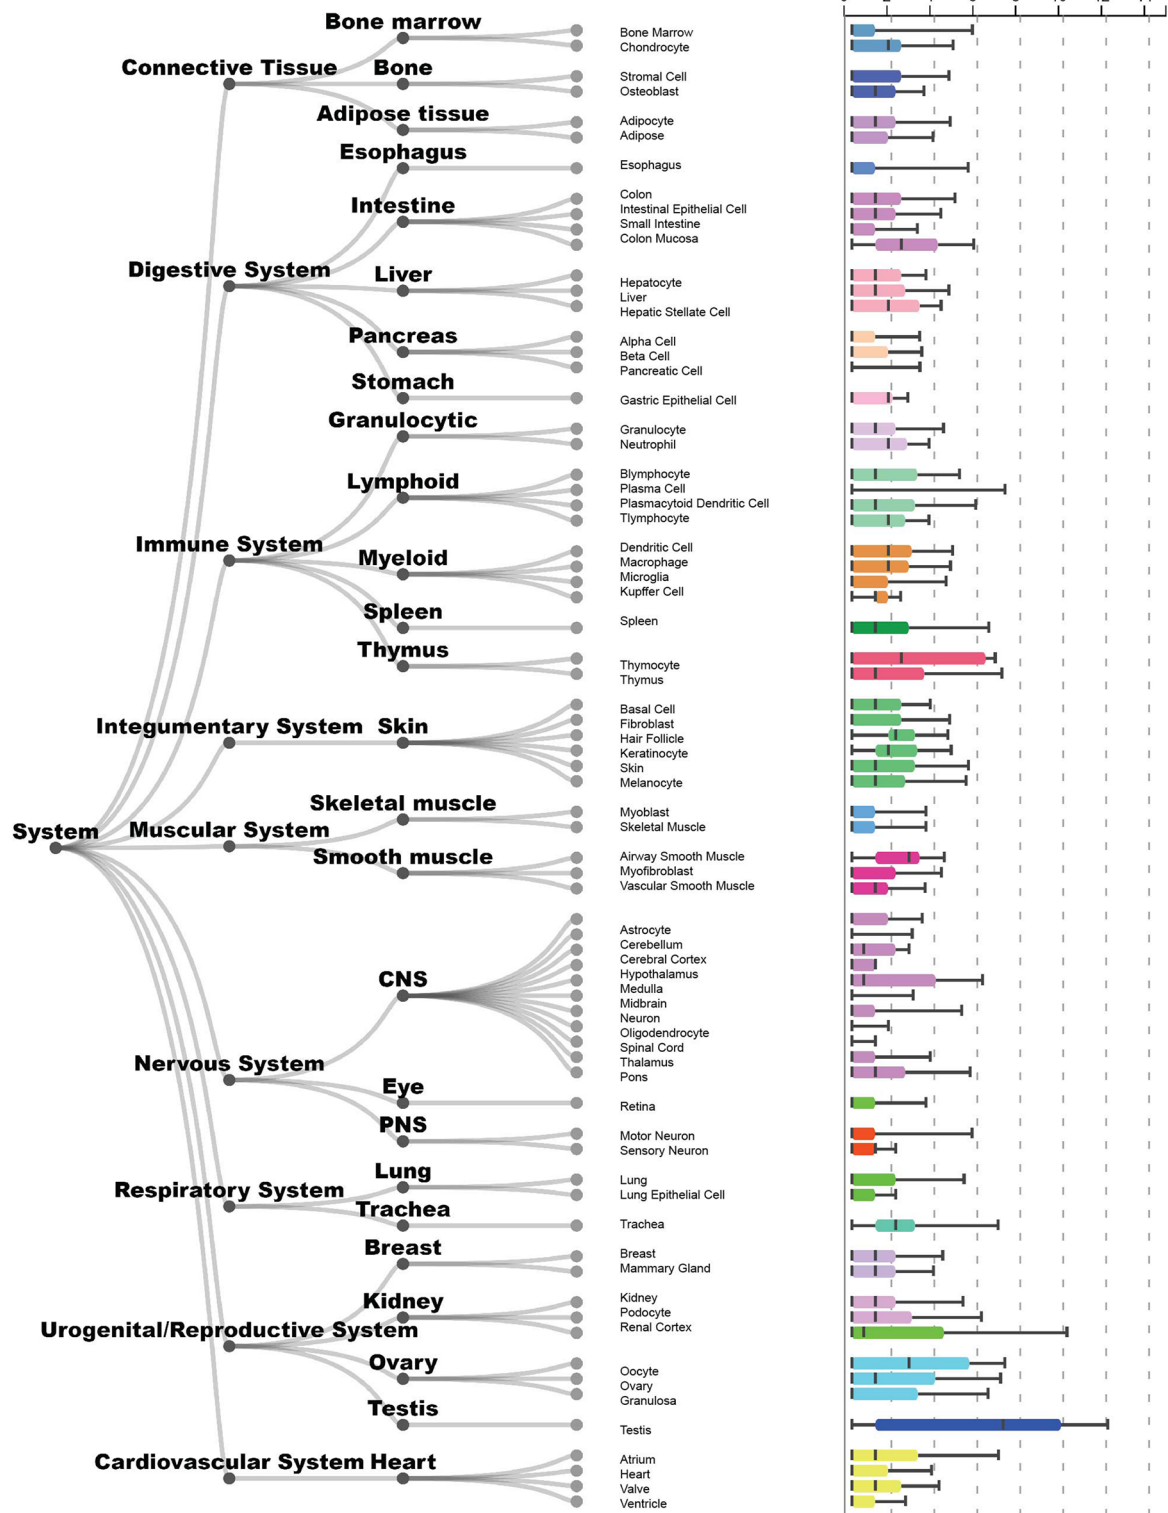 Bone marrow
Bone Marrow
Chondrocyte
Connective Tissue
Bone
Stromal Cell
Osteoblast
Adipose tissue
Adipocyte
Adipose
Esophagus
Esophagus
Intestine
Colon
Intestinal Epithelial Cell
Small Intestine
Colon Mucosa
Digestive System
Liver
Hepatocyte
Liver
Hepatic Stellate Cell
Pancreas
Alpha Cell
Beta Cell
Pancreatic Cell
Stomach
Gastric Epithelial Cell
Granulocytic
Granulocyte
Neutrophil
Lymphoid
Blymphocyte
Plasma Cell
Plasmacytoid Dendritic Cell
Tlymphocyte
Immune System
Myeloid
Dendritic Cell
Macrophage
Microglia
Kupffer Cell
Spleen
Spleen
Thymus
Thymocyte
Thymus
Integumentary System
Skin
Basal Cell
Fibroblast
Hair Follicle
Keratinocyte
Skin
Melanocyte
System
Muscular System
Skeletal muscle
Myoblast
Skeletal Muscle
Smooth muscle
Airway Smooth Muscle
Myofibroblast
Vascular Smooth Muscle
CNS
Astrocyte
Cerebellum
Cerebral Cortex
Hypothalamus
Medulla
Midbrain
Neuron
Oligodendrocyte
Spinal Cord
Thalamus
Pons
Nervous System
Eye
Retina
PNS
Motor Neuron
Sensory Neuron
Respiratory System
Lung
Lung
Lung Epithelial Cell
Trachea
Trachea
Breast
Breast
Mammary Gland
Kidney
Kidney
Podocyte
Renal Cortex
Urogenital/Reproductive System
Ovary
Oocyte
Ovary
Granulosa
Testis
Testis
Cardiovascular System
Heart
Atrium
Heart
Valve
Ventricle